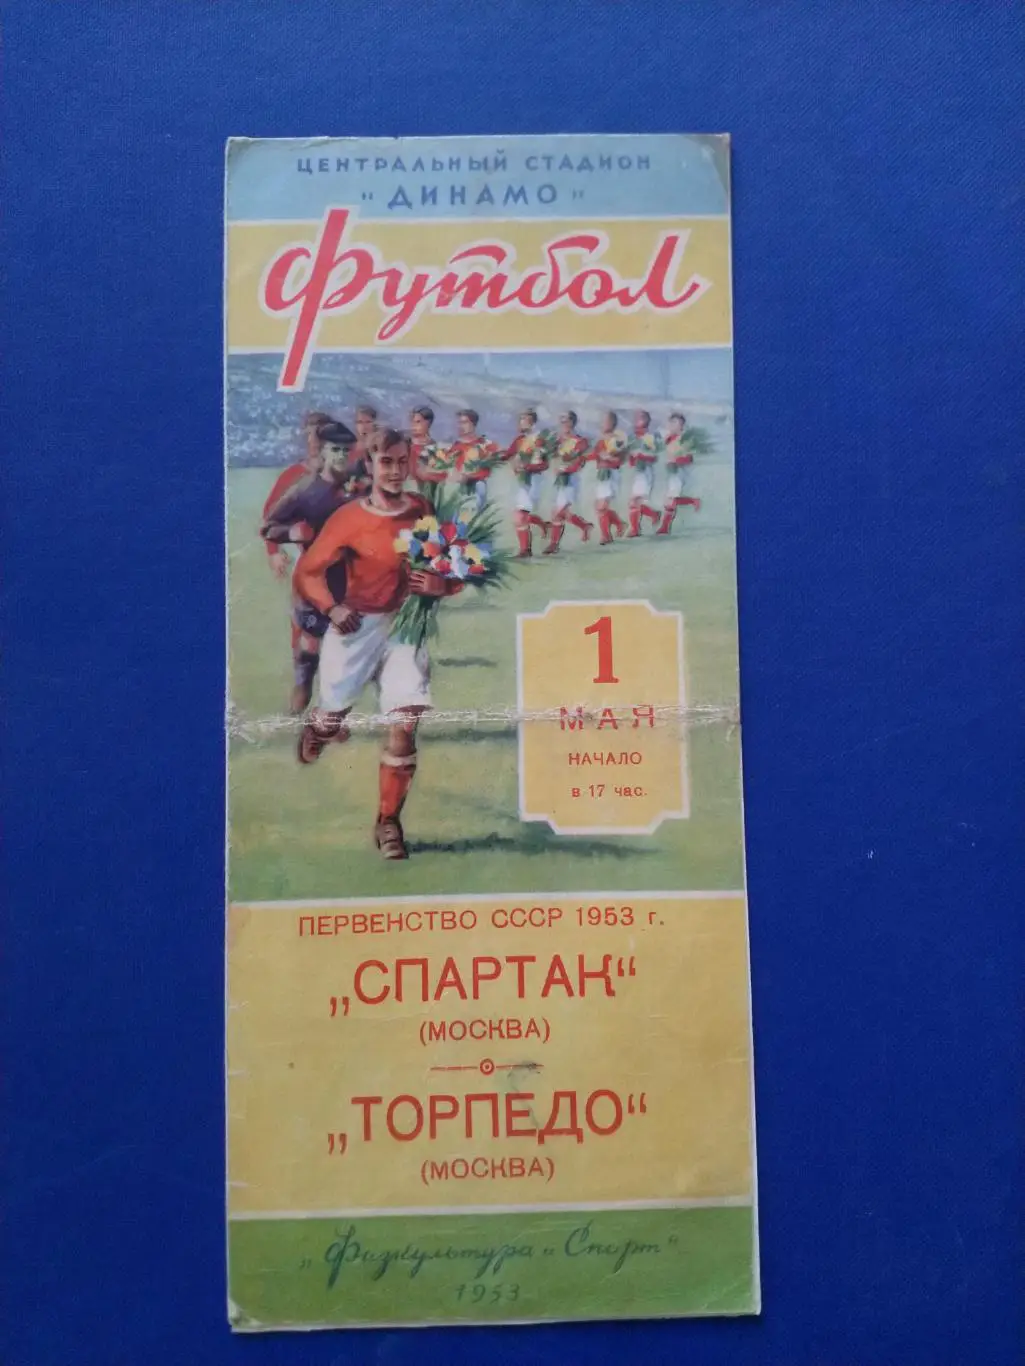 ЦЕНТРАЛЬНЫЙ СТАДИОН
„ДИНАМО"
Футбол
1
МАЯ
НАЧАЛО
в 17 час.
ПЕРВЕНСТВО СССР 1953 г.
„СПАРТАК"
(МОСКВА)
„ТОРПЕДО"
(МОСКВА)
„Физкультура и Спорт"
1953